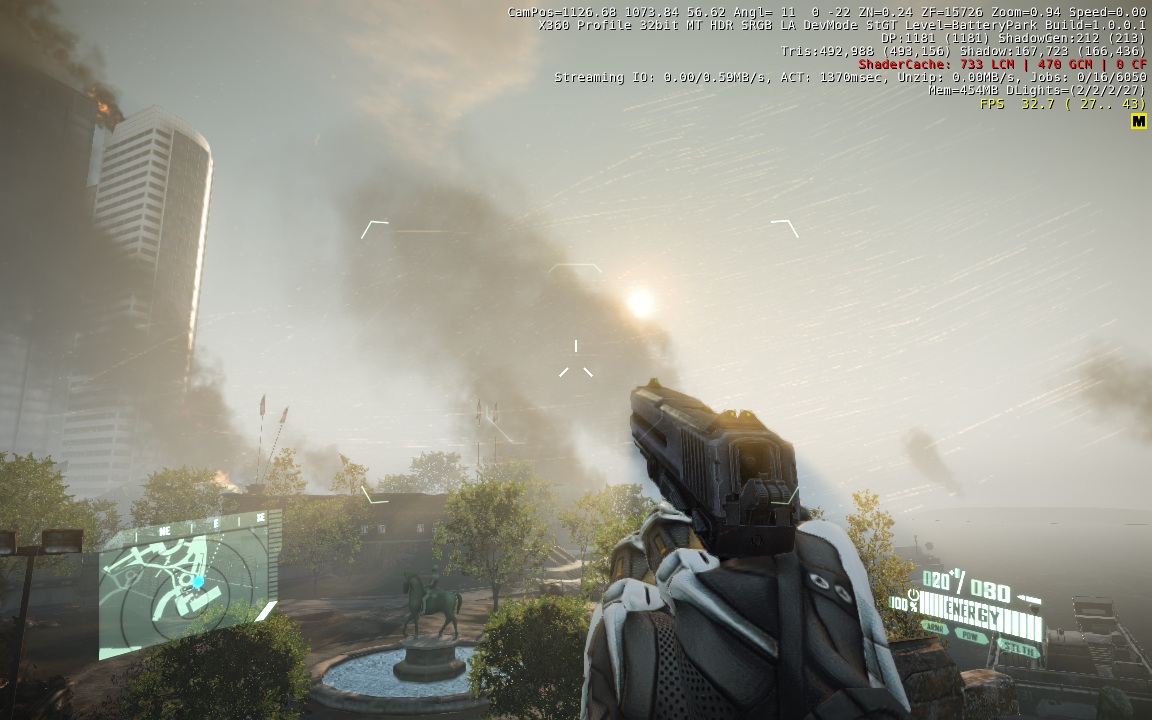 CamPos=1126.68 1073.84 56.62 Angl= 11  0 -22 ZN=0.24 ZF=15726 Zoom=0.94 Speed=0.00
X360 Profile 32bit MT HDR SRGB LA DevMode StGT Level=BatteryPark Build=1.0.0.1
DP:1181 (1181) ShadowGen:212 (213)
Tris:492,988 (493,156) Shadow:167,723 (166,436)
ShaderCache: 733 LCM | 470 GCM | 0 CF
Streaming IO: 0.00/0.59MB/s, ACT: 1370msec, Unzip: 0.00MB/s, Jobs: 0/16/6050
Mem=454MB DLights=(2/2/2/27)
FPS  32.7 ( 27.. 43)
M
NE | E | SE
020+1/ 080
100% ENERGY
ARMR POW STLTH